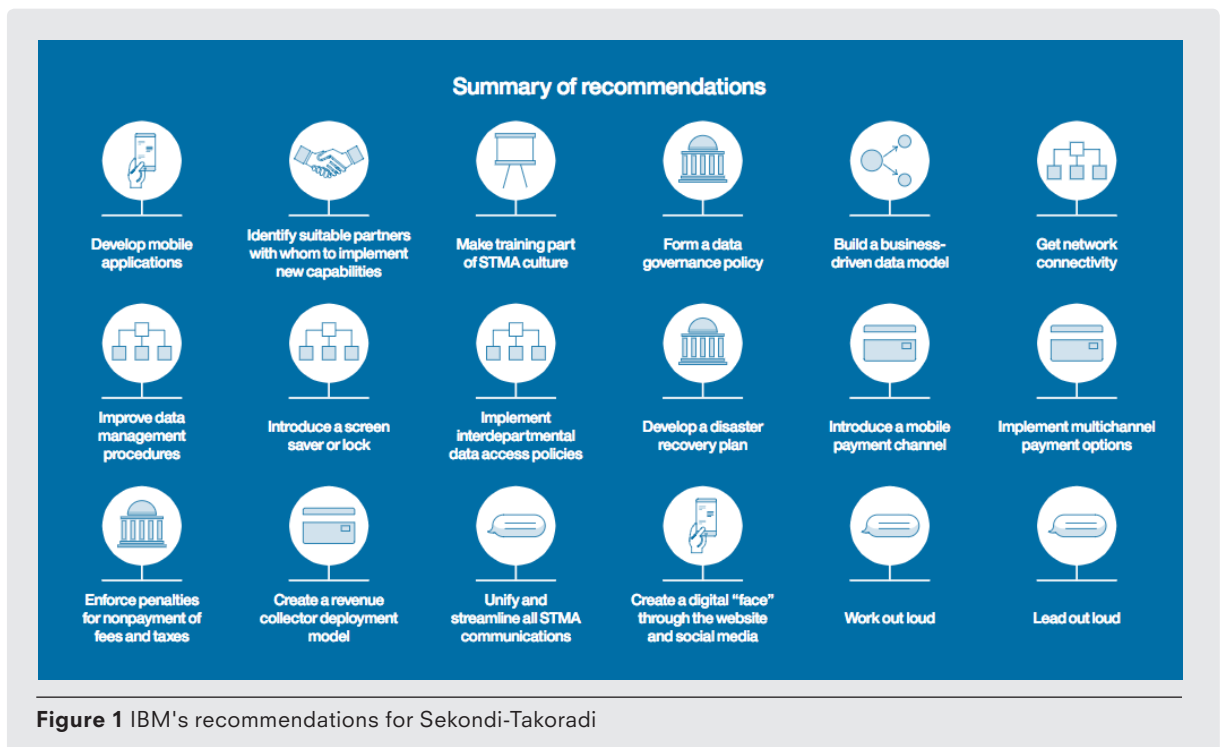 Summary of recommendations
Develop mobile
applications
Identify suitable partners
with whom to implement
new capabilities
Make training part
of STMA culture
Form a data
governance policy
Build a business-
driven data model
Get network
connectivity
Improve data
management
procedures
Introduce a screen
saver or lock
Implement
interdepartmental
data access policies
Develop a disaster
recovery plan
Introduce a mobile
payment channel
Implement multichannel
payment options
Enforce penalties
for nonpayment of
fees and taxes
Create a revenue
collector deployment
model
Unify and
streamline all STMA
communications
Create a digital “face”
through the website
and social media
Work out loud
Lead out loud
Figure 1 IBM's recommendations for Sekondi-Takoradi